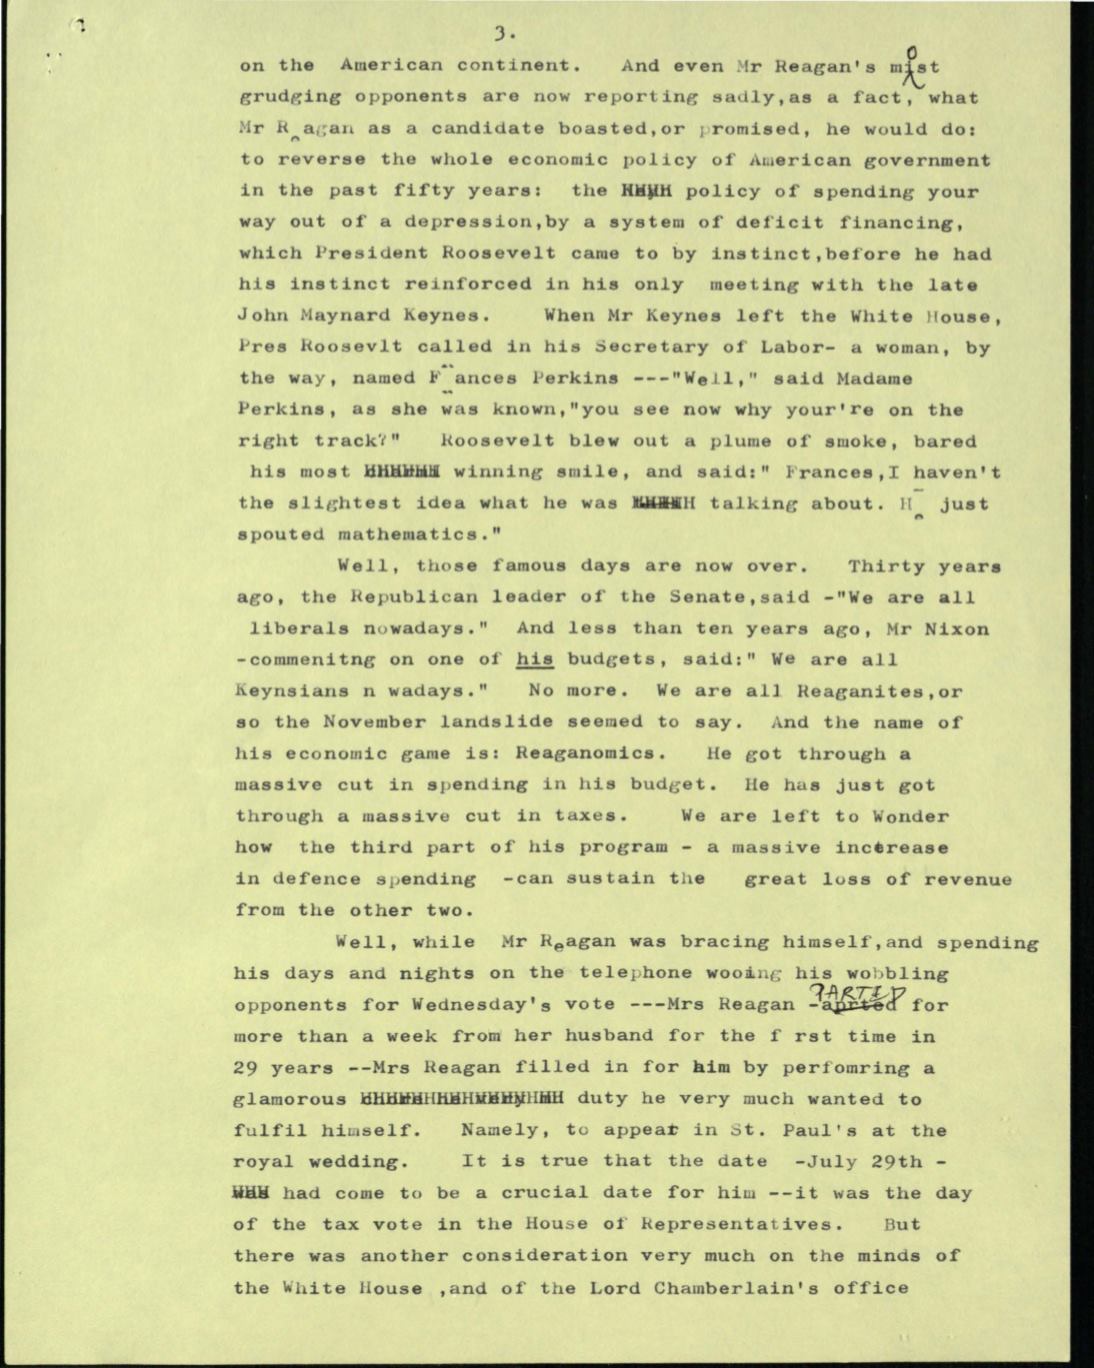 3.
on the American continent. And even Mr Reagan's most
grudging opponents are now reporting sadly,as a fact, what
Mr R agan as a candidate boasted,or promised, he would do:
to reverse the whole economic policy of American government
in the past fifty years: the policy of spending your
way out of a depression,by a system of deficit financing,
which President Roosevelt came to by instinct,before he had
his instinct reinforced in his only meeting with the late
John Maynard Keynes. When Mr Keynes left the White House,
Pres Roosevlt called in his Secretary of Labor- a woman, by
the way, named F ances Perkins ---"Well," said Madame
Perkins, as she was known,"you see now why your're on the
right track?" Roosevelt blew out a plume of smoke, bared
his most winning smile, and said:" Frances,I haven't
the slightest idea what he was talking about. H just
spouted mathematics."
Well, those famous days are now over. Thirty years
ago, the Republican leader of the Senate,said -"We are all
liberals nowadays." And less than ten years ago, Mr Nixon
-commenitng on one of his budgets, said:" We are all
Keynsians n wadays." No more. We are all Reaganites,or
so the November landslide seemed to say. And the name of
his economic game is: Reaganomics. He got through a
massive cut in spending in his budget. He has just got
through a massive cut in taxes. We are left to Wonder
how the third part of his program - a massive increase
in defence spending -can sustain the great loss of revenue
from the other two.
Well, while Mr Reagan was bracing himself,and spending
his days and nights on the telephone wooing his wobbling
opponents for Wednesday's vote ---Mrs Reagan -PARTED for
more than a week from her husband for the f rst time in
29 years --Mrs Reagan filled in for him by perfomring a
glamorous duty he very much wanted to
fulfil himself. Namely, to appear in St. Paul's at the
royal wedding. It is true that the date -July 29th -
had come to be a crucial date for him --it was the day
of the tax vote in the House of Representatives. But
there was another consideration very much on the minds of
the White House ,and of the Lord Chamberlain's office